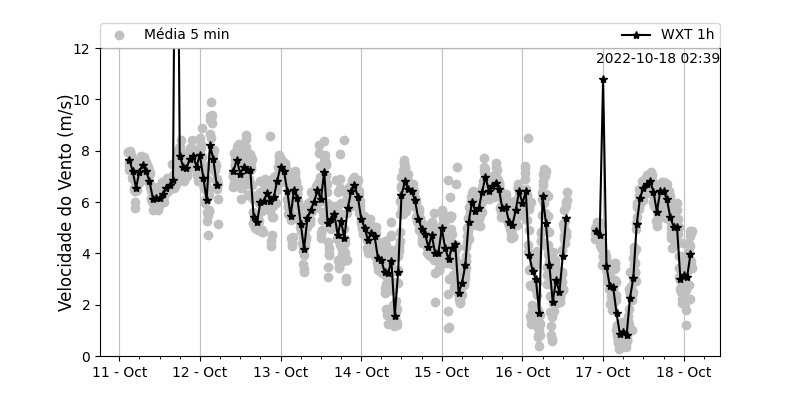 Média 5 min
WXT 1h
2022-10-18 02:39
Velocidade do Vento (m/s)
12
10
8
6
4
2
0
11 - Oct
12 - Oct
13 - Oct
14 - Oct
15 - Oct
16 - Oct
17 - Oct
18 - Oct